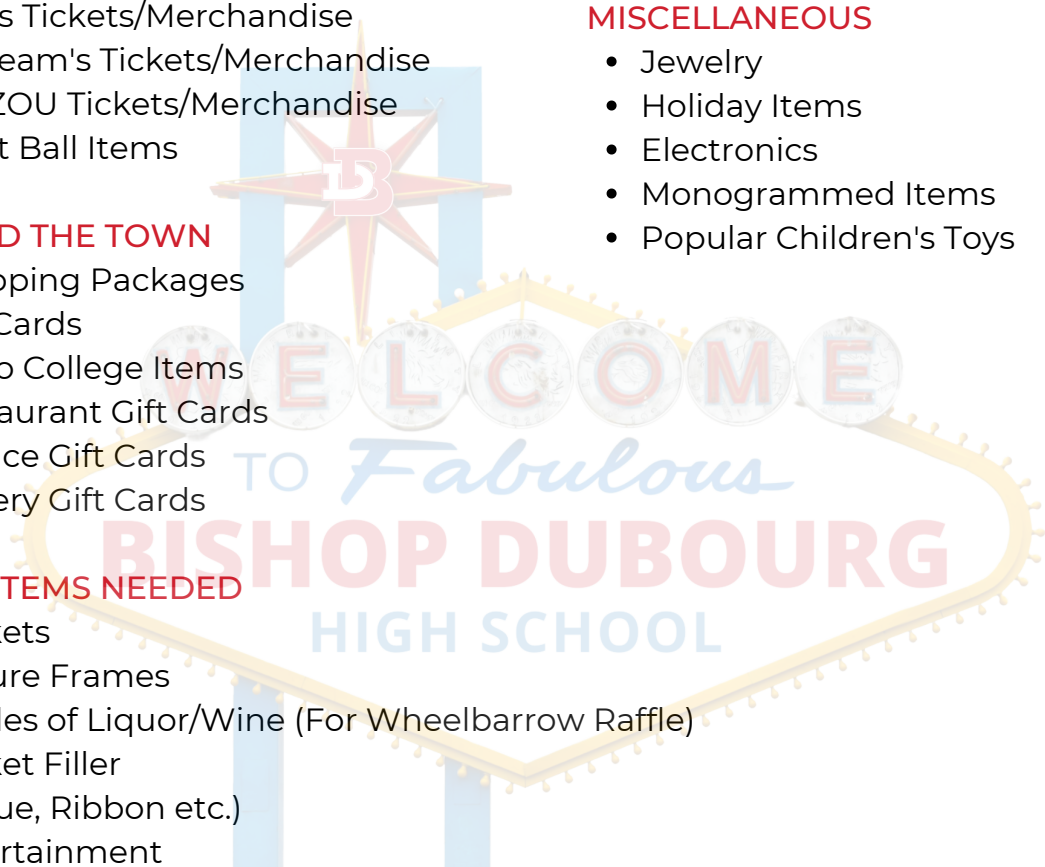 s Tickets/Merchandise
eam's Tickets/Merchandise
ZOU Tickets/Merchandise
t Ball Items
D THE TOWN
pping Packages
Cards
o College Items
aurant Gift Cards
ce Gift Cards
ery Gift Cards
TEMS NEEDED
kets
ure Frames
les of Liquor/Wine (For Wheelbarrow Raffle)
ket Filler
ue, Ribbon etc.)
rtainment
MISCELLANEOUS
• Jewelry
• Holiday Items
• Electronics
• Monogrammed Items
• Popular Children's Toys
DB
WELCOME
TO Fabulous
BISHOP DUBOURG
HIGH SCHOOL